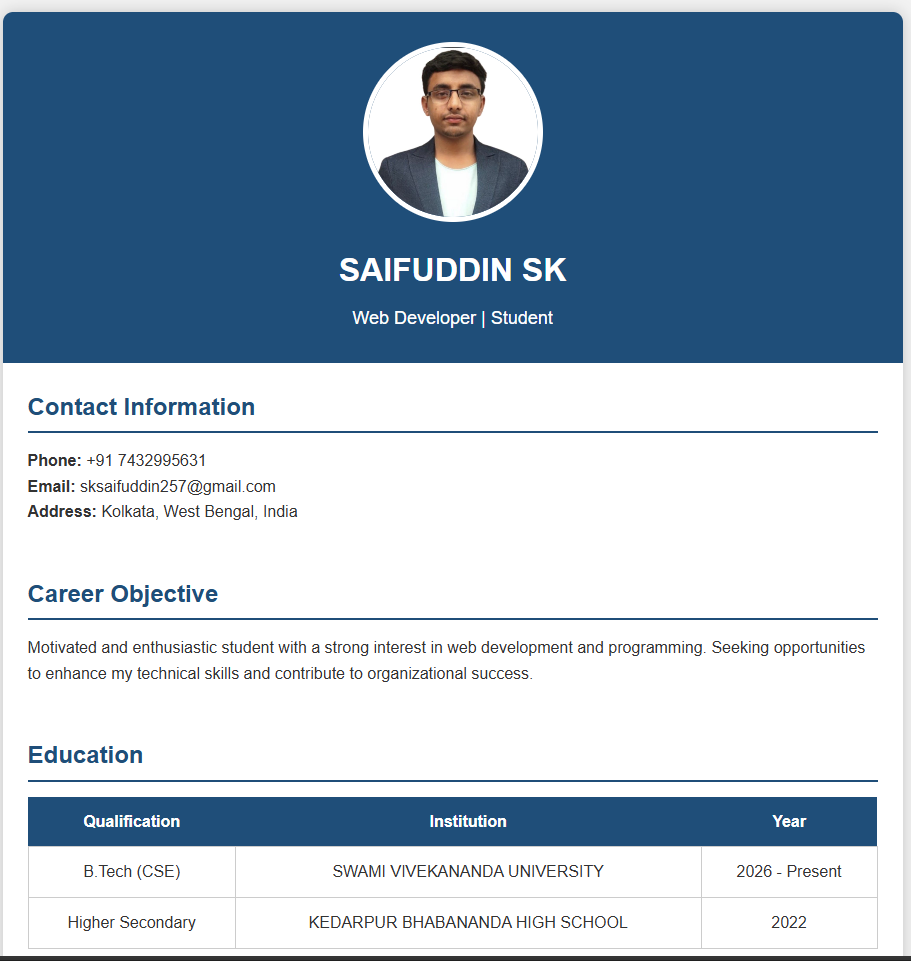 SAIFUDDIN SK
Web Developer | Student
Contact Information
Phone: +91 7432995631
Email: sksaifuddin257@gmail.com
Address: Kolkata, West Bengal, India
Career Objective
Motivated and enthusiastic student with a strong interest in web development and programming. Seeking opportunities
to enhance my technical skills and contribute to organizational success.
Education
Qualification Institution Year
B.Tech (CSE) SWAMI VIVEKANANDA UNIVERSITY 2026 - Present
Higher Secondary KEDARPUR BHABANANDA HIGH SCHOOL 2022